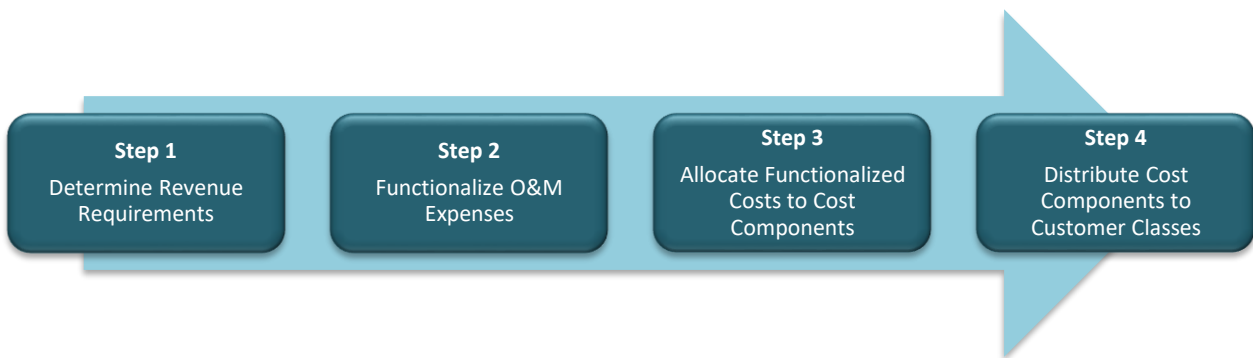 Step 1
Determine Revenue
Requirements
Step 2
Functionalize O&M
Expenses
Step 3
Allocate Functionalized
Costs to Cost
Components
Step 4
Distribute Cost
Components to
Customer Classes